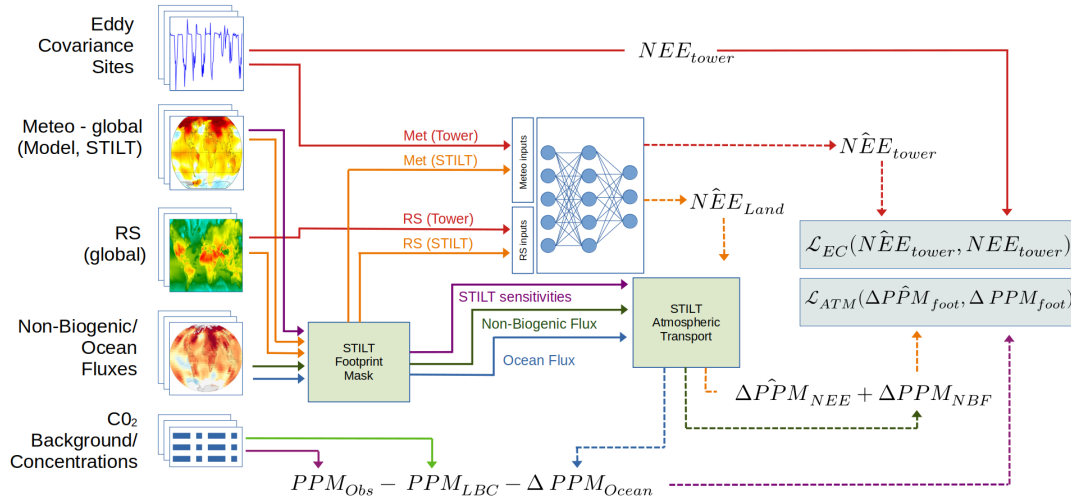 Eddy
Covariance
Sites
NEE_tower
Meteo - global
(Model, STILT)
Met (Tower)
Met (STILT)
Meteo inputs
NÊE_tower
RS
(global)
RS (Tower)
RS (STILT)
RS inputs
NÊE_Land
ℒ_EC(NÊE_tower, NEE_tower)
ℒ_ATM(ΔPP̂M_foot, Δ PPM_foot)
Non-Biogenic/
Ocean
Fluxes
STILT
Footprint
Mask
STILT sensitivities
Non-Biogenic Flux
Ocean Flux
STILT
Atmospheric
Transport
ΔPP̂M_NEE + ΔPPM_NBF
C0₂
Background/
Concentrations
PPM_Obs − PPM_LBC − Δ PPM_Ocean